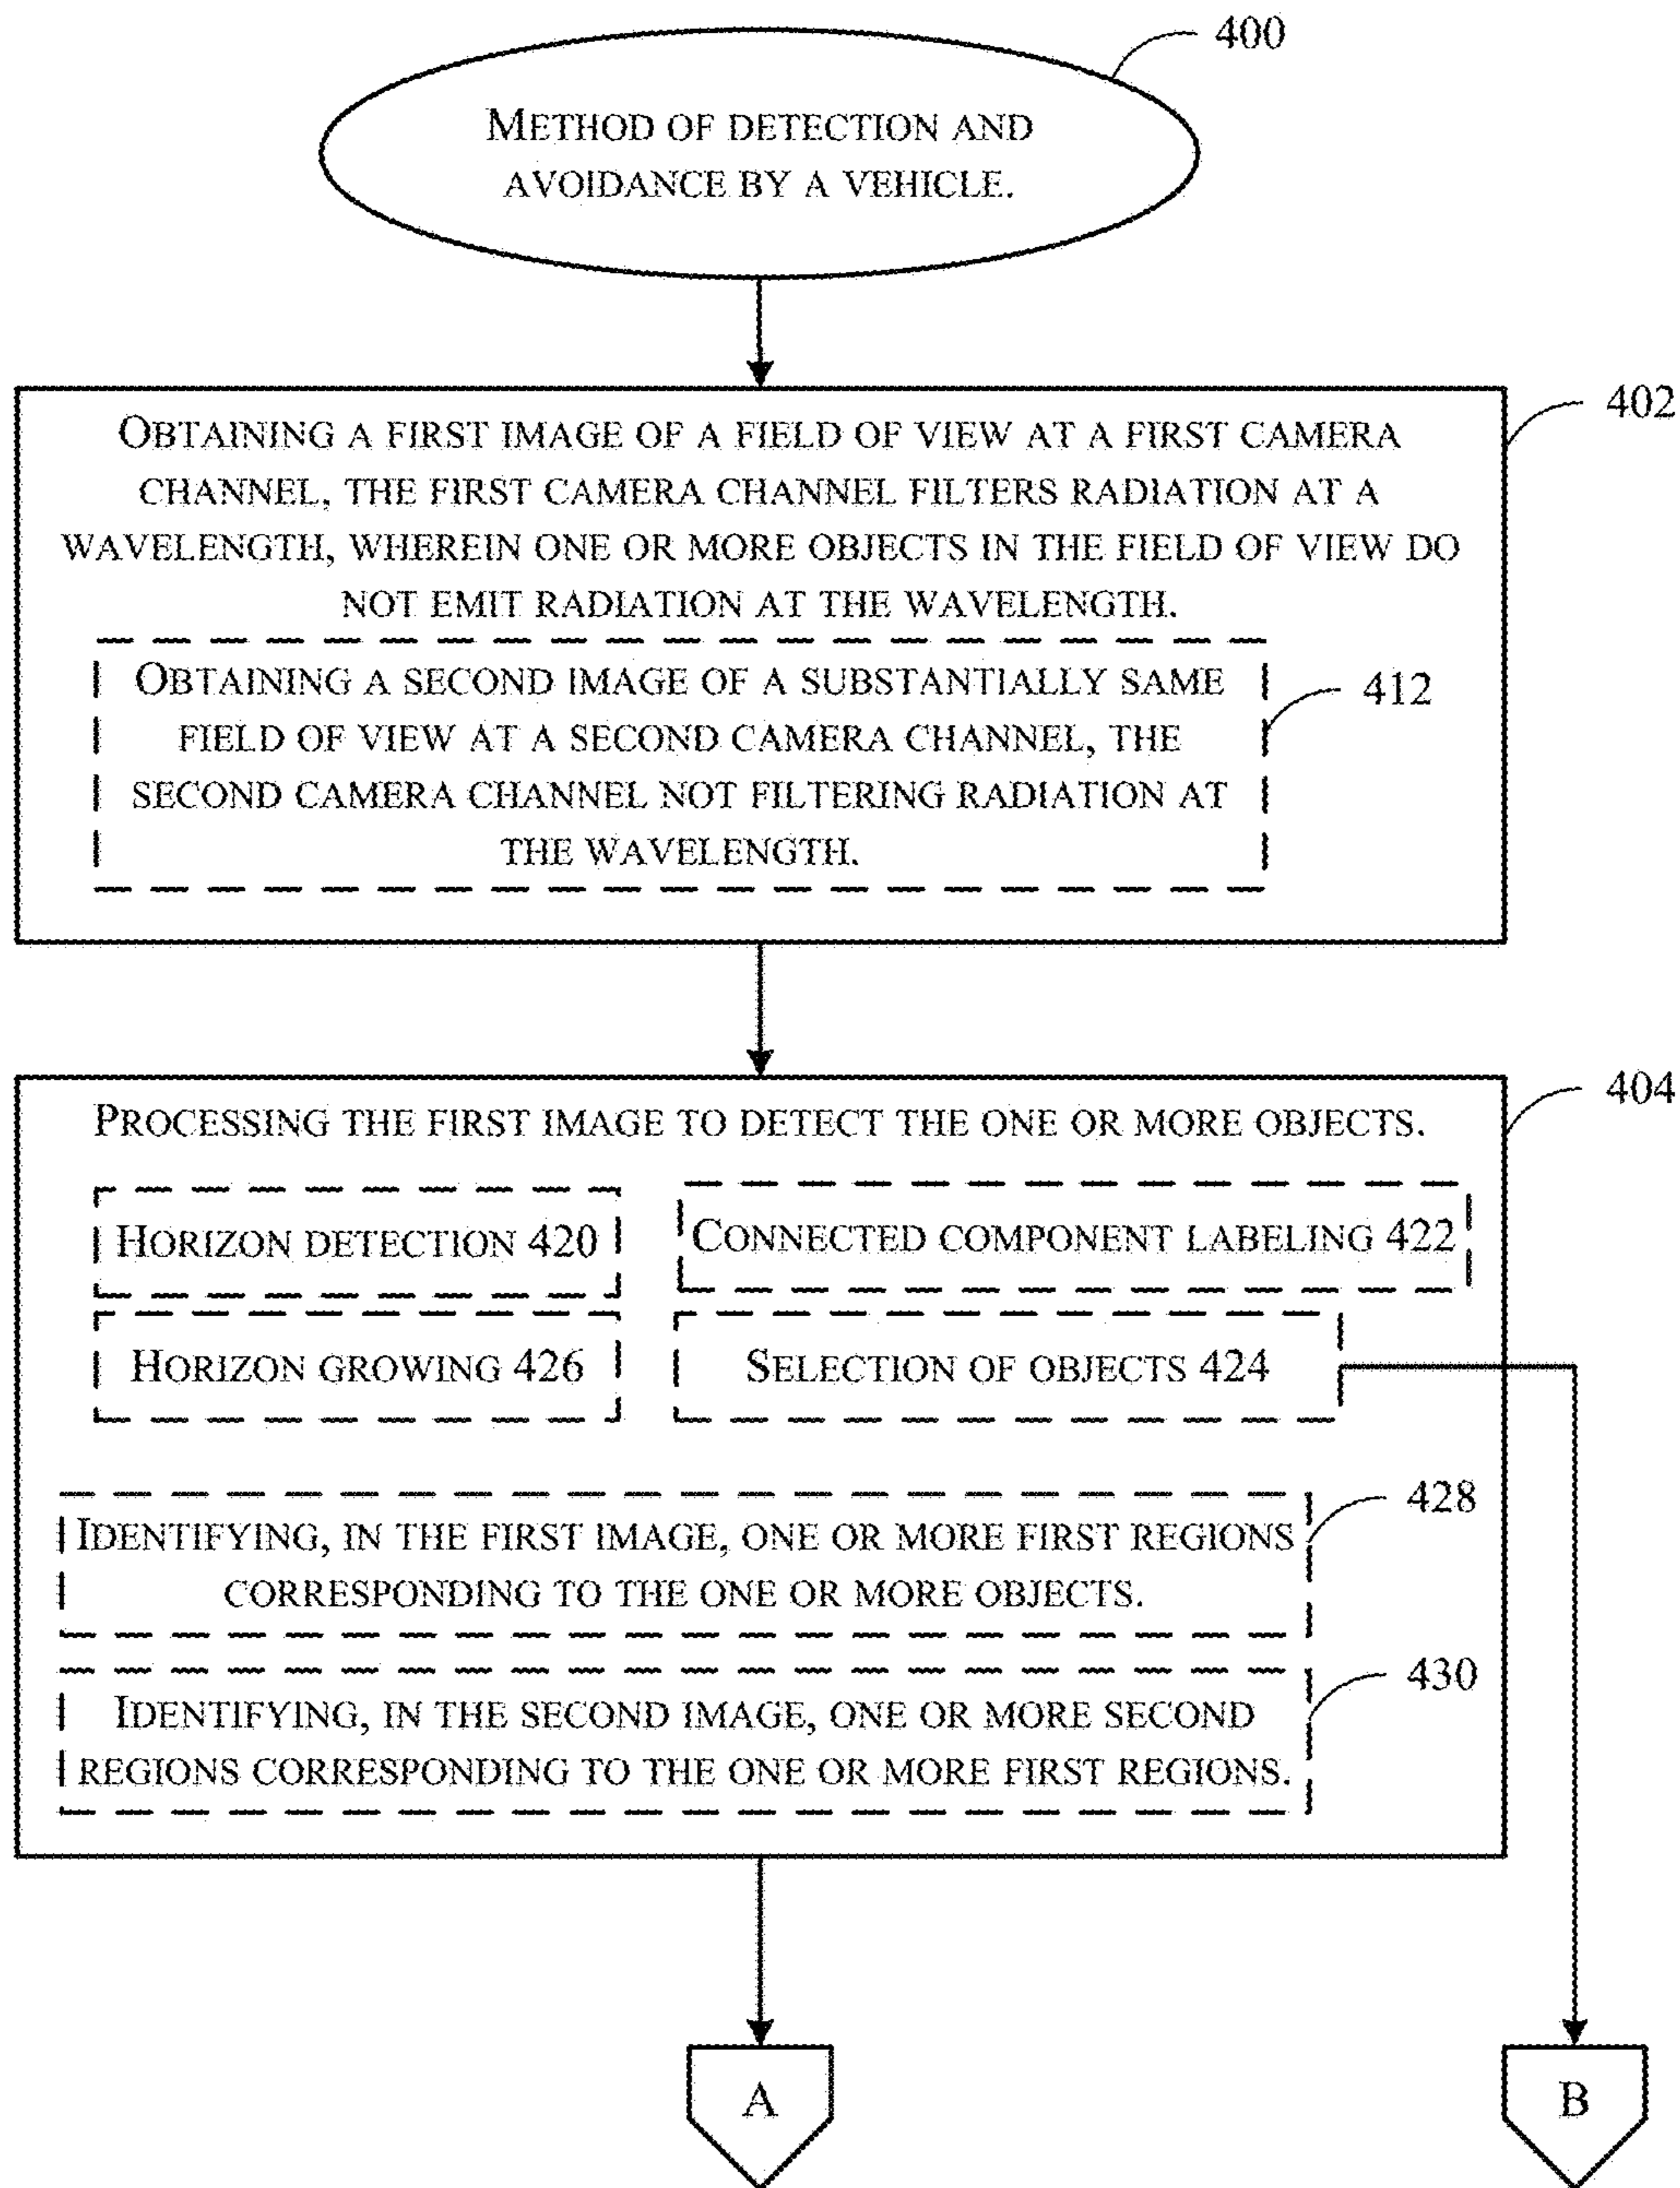 400
METHOD OF DETECTION AND
AVOIDANCE BY A VEHICLE.
402
OBTAINING A FIRST IMAGE OF A FIELD OF VIEW AT A FIRST CAMERA
CHANNEL, THE FIRST CAMERA CHANNEL FILTERS RADIATION AT A
WAVELENGTH, WHEREIN ONE OR MORE OBJECTS IN THE FIELD OF VIEW DO
NOT EMIT RADIATION AT THE WAVELENGTH.
OBTAINING A SECOND IMAGE OF A SUBSTANTIALLY SAME
412
FIELD OF VIEW AT A SECOND CAMERA CHANNEL, THE
SECOND CAMERA CHANNEL NOT FILTERING RADIATION AT
THE WAVELENGTH.
404
PROCESSING THE FIRST IMAGE TO DETECT THE ONE OR MORE OBJECTS.
HORIZON DETECTION 420
CONNECTED COMPONENT LABELING 422
HORIZON GROWING 426
SELECTION OF OBJECTS 424
428
IDENTIFYING, IN THE FIRST IMAGE, ONE OR MORE FIRST REGIONS
CORRESPONDING TO THE ONE OR MORE OBJECTS.
430
IDENTIFYING, IN THE SECOND IMAGE, ONE OR MORE SECOND
REGIONS CORRESPONDING TO THE ONE OR MORE FIRST REGIONS.
A
B